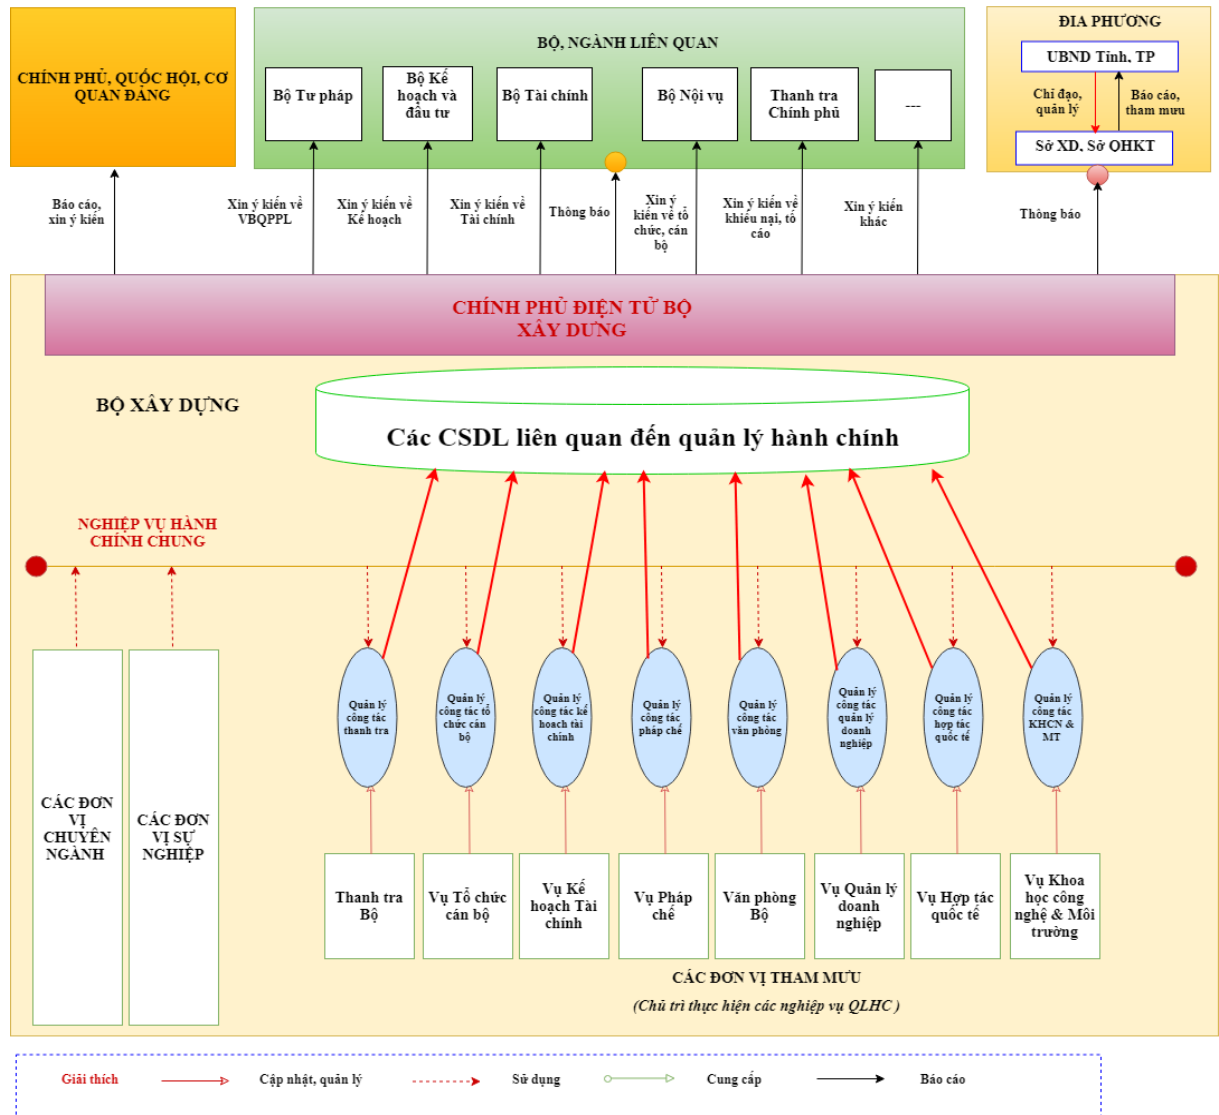 CHÍNH PHỦ, QUỐC HỘI, CƠ
QUAN ĐẢNG
BỘ, NGÀNH LIÊN QUAN
Bộ Tư pháp
Bộ Kế
hoạch và
đầu tư
Bộ Tài chính
Bộ Nội vụ
Thanh tra
Chính phủ
---
ĐỊA PHƯƠNG
UBND Tỉnh, TP
Chỉ đạo,
quản lý
Báo cáo,
tham mưu
Sở XD, Sở QHKT
Báo cáo,
xin ý kiến
Xin ý kiến về
VBQPPL
Xin ý kiến về
Kế hoạch
Xin ý kiến về
Tài chính
Thông báo
Xin ý
kiến về tổ
chức, cán
bộ
Xin ý kiến về
khiếu nại, tố
cáo
Xin ý kiến
khác
Thông báo
CHÍNH PHỦ ĐIỆN TỬ BỘ
XÂY DỰNG
BỘ XÂY DỰNG
Các CSDL liên quan đến quản lý hành chính
NGHIỆP VỤ HÀNH
CHÍNH CHUNG
Quản lý
công tác
thanh tra
Quản lý
công tác tổ
chức cán
bộ
Quản lý
công tác kế
hoạch tài
chính
Quản lý
công tác
pháp chế
Quản lý
công tác
văn phòng
Quản lý
công tác
quản lý
doanh
nghiệp
Quản lý
công tác
hợp tác
quốc tế
Quản lý
công tác
KHCN &
MT
CÁC ĐƠN
VỊ
CHUYÊN
NGÀNH
CÁC ĐƠN
VỊ SỰ
NGHIỆP
Thanh tra
Bộ
Vụ Tổ chức
cán bộ
Vụ Kế
hoạch Tài
chính
Vụ Pháp
chế
Văn phòng
Bộ
Vụ Quản lý
doanh
nghiệp
Vụ Hợp tác
quốc tế
Vụ Khoa
học công
nghệ & Môi
trường
CÁC ĐƠN VỊ THAM MƯU
(Chủ trì thực hiện các nghiệp vụ QLHC )
Giải thích
Cập nhật, quản lý
Sử dụng
Cung cấp
Báo cáo